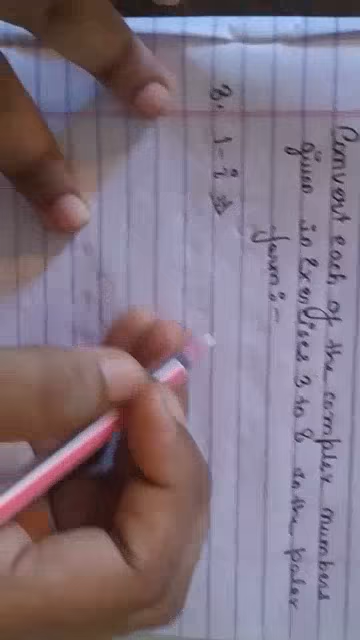 Convert each of the complex numbers
given in Exercises 3 to 8 in the polar
form:-
3. 1-i ⇒